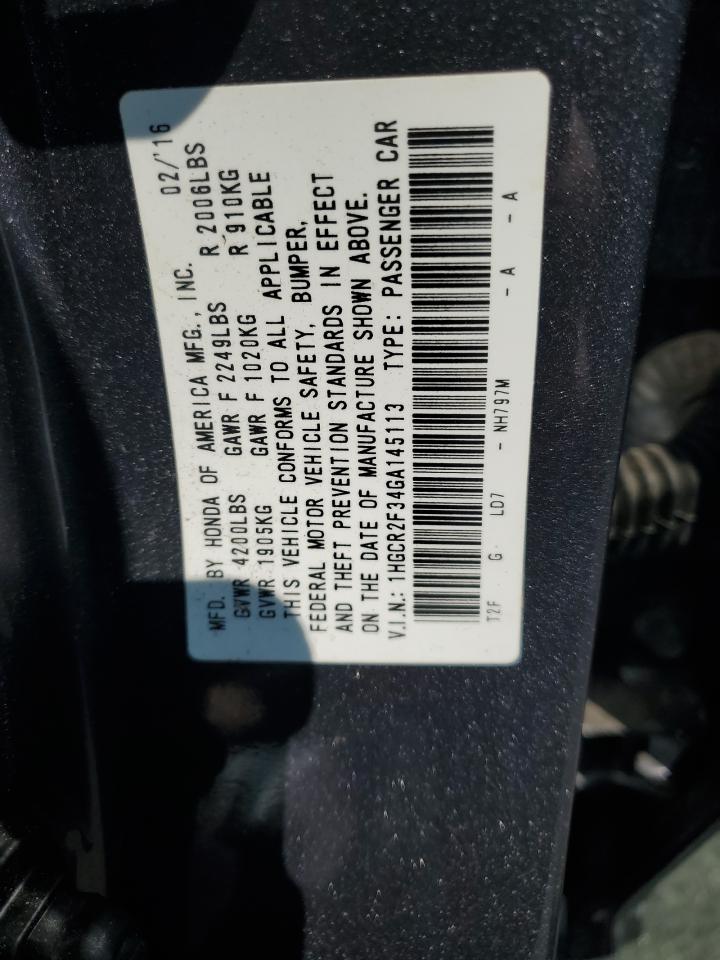 MFD. BY HONDA OF AMERICA MFG., INC. 02/'16
GVWR 4200LBS GAWR F 2249LBS R 2006LBS
GVWR 1905KG GAWR F 1020KG R 910KG
THIS VEHICLE CONFORMS TO ALL APPLICABLE
FEDERAL MOTOR VEHICLE SAFETY, BUMPER,
AND THEFT PREVENTION STANDARDS IN EFFECT
ON THE DATE OF MANUFACTURE SHOWN ABOVE.
V.I.N.: 1HGCR2F34GA145113 TYPE: PASSENGER CAR
T2F G LD7 - NH797M - A - A